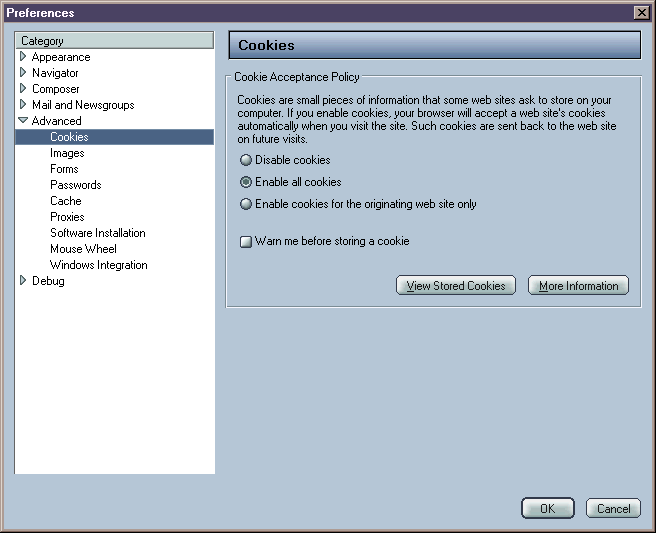 Preferences
Category
Appearance
Navigator
Composer
Mail and Newsgroups
Advanced
Cookies
Images
Forms
Passwords
Cache
Proxies
Software Installation
Mouse Wheel
Windows Integration
Debug
Cookies
Cookie Acceptance Policy
Cookies are small pieces of information that some web sites ask to store on your
computer. If you enable cookies, your browser will accept a web site's cookies
automatically when you visit the site. Such cookies are sent back to the web site
on future visits.
Disable cookies
Enable all cookies
Enable cookies for the originating web site only
Warn me before storing a cookie
View Stored Cookies
More Information
OK
Cancel